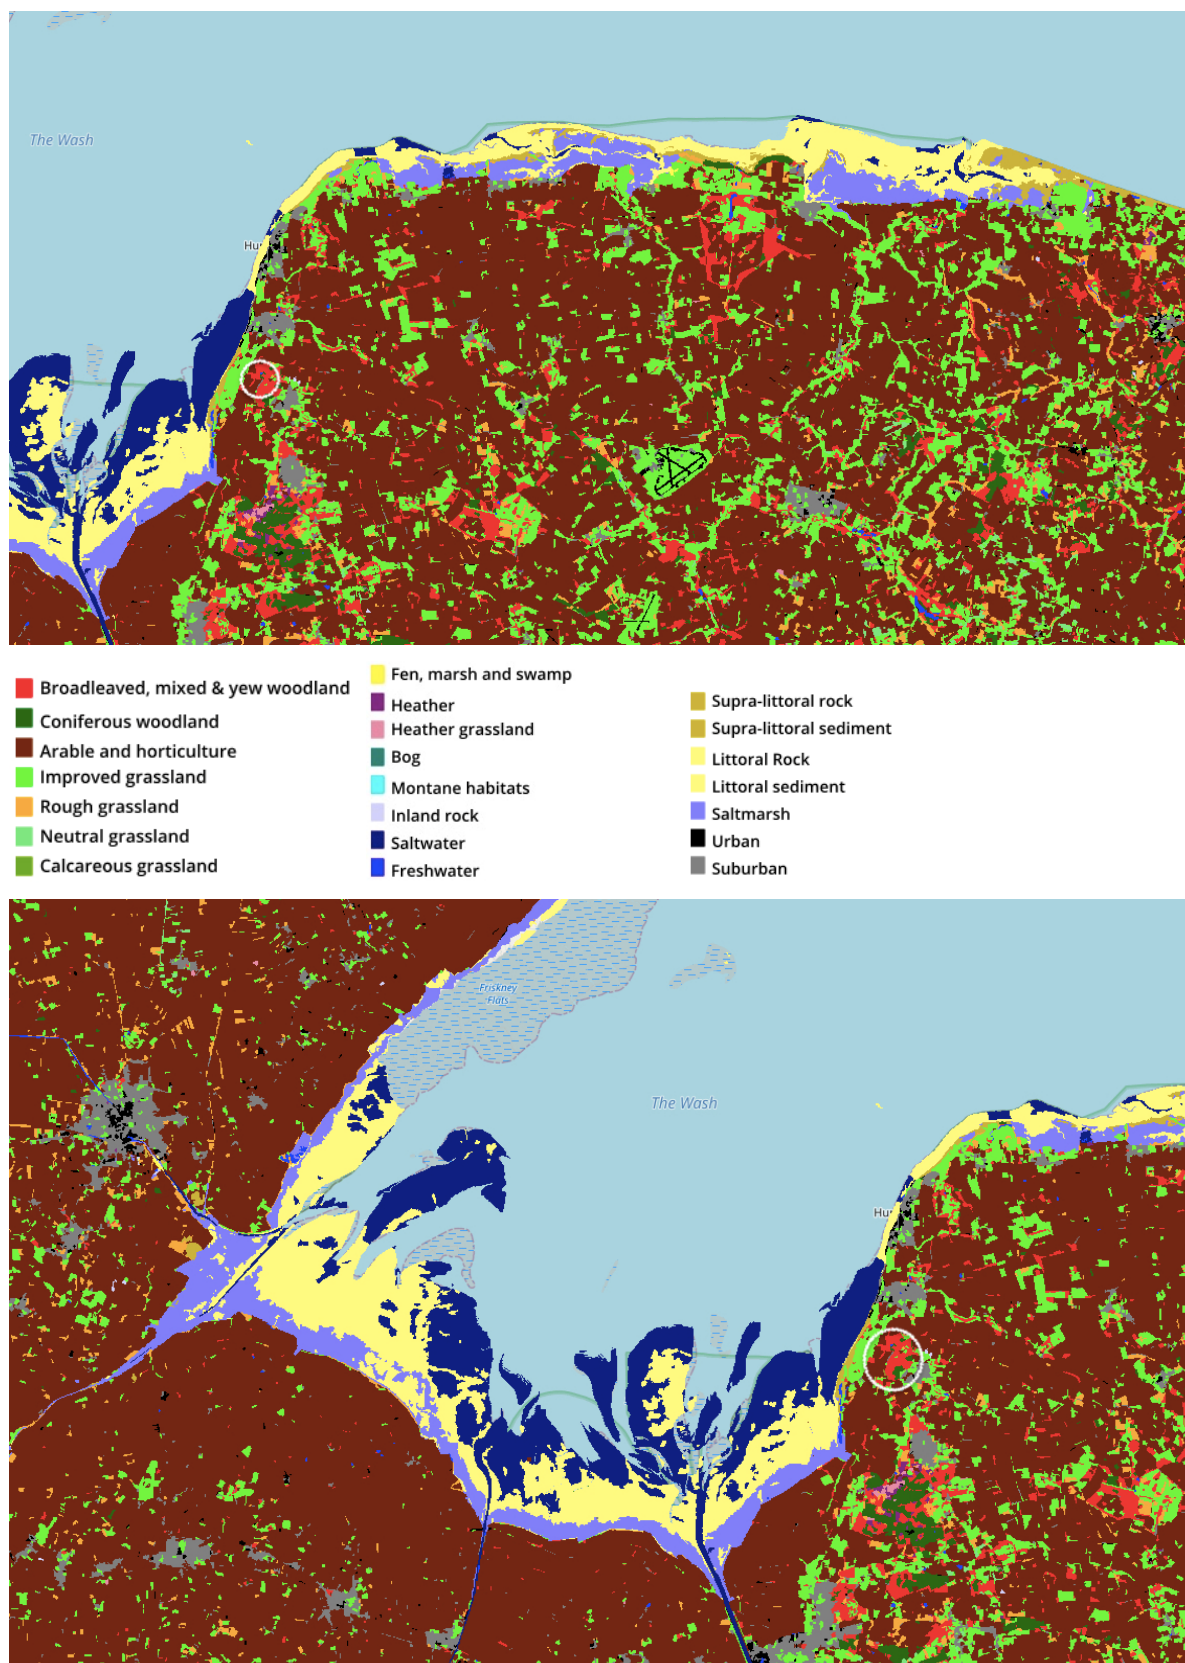 The Wash
Hu
Broadleaved, mixed & yew woodland
Coniferous woodland
Arable and horticulture
Improved grassland
Rough grassland
Neutral grassland
Calcareous grassland
Fen, marsh and swamp
Heather
Heather grassland
Bog
Montane habitats
Inland rock
Saltwater
Freshwater
Supra-littoral rock
Supra-littoral sediment
Littoral Rock
Littoral sediment
Saltmarsh
Urban
Suburban
Friskney
Flats
The Wash
Hu